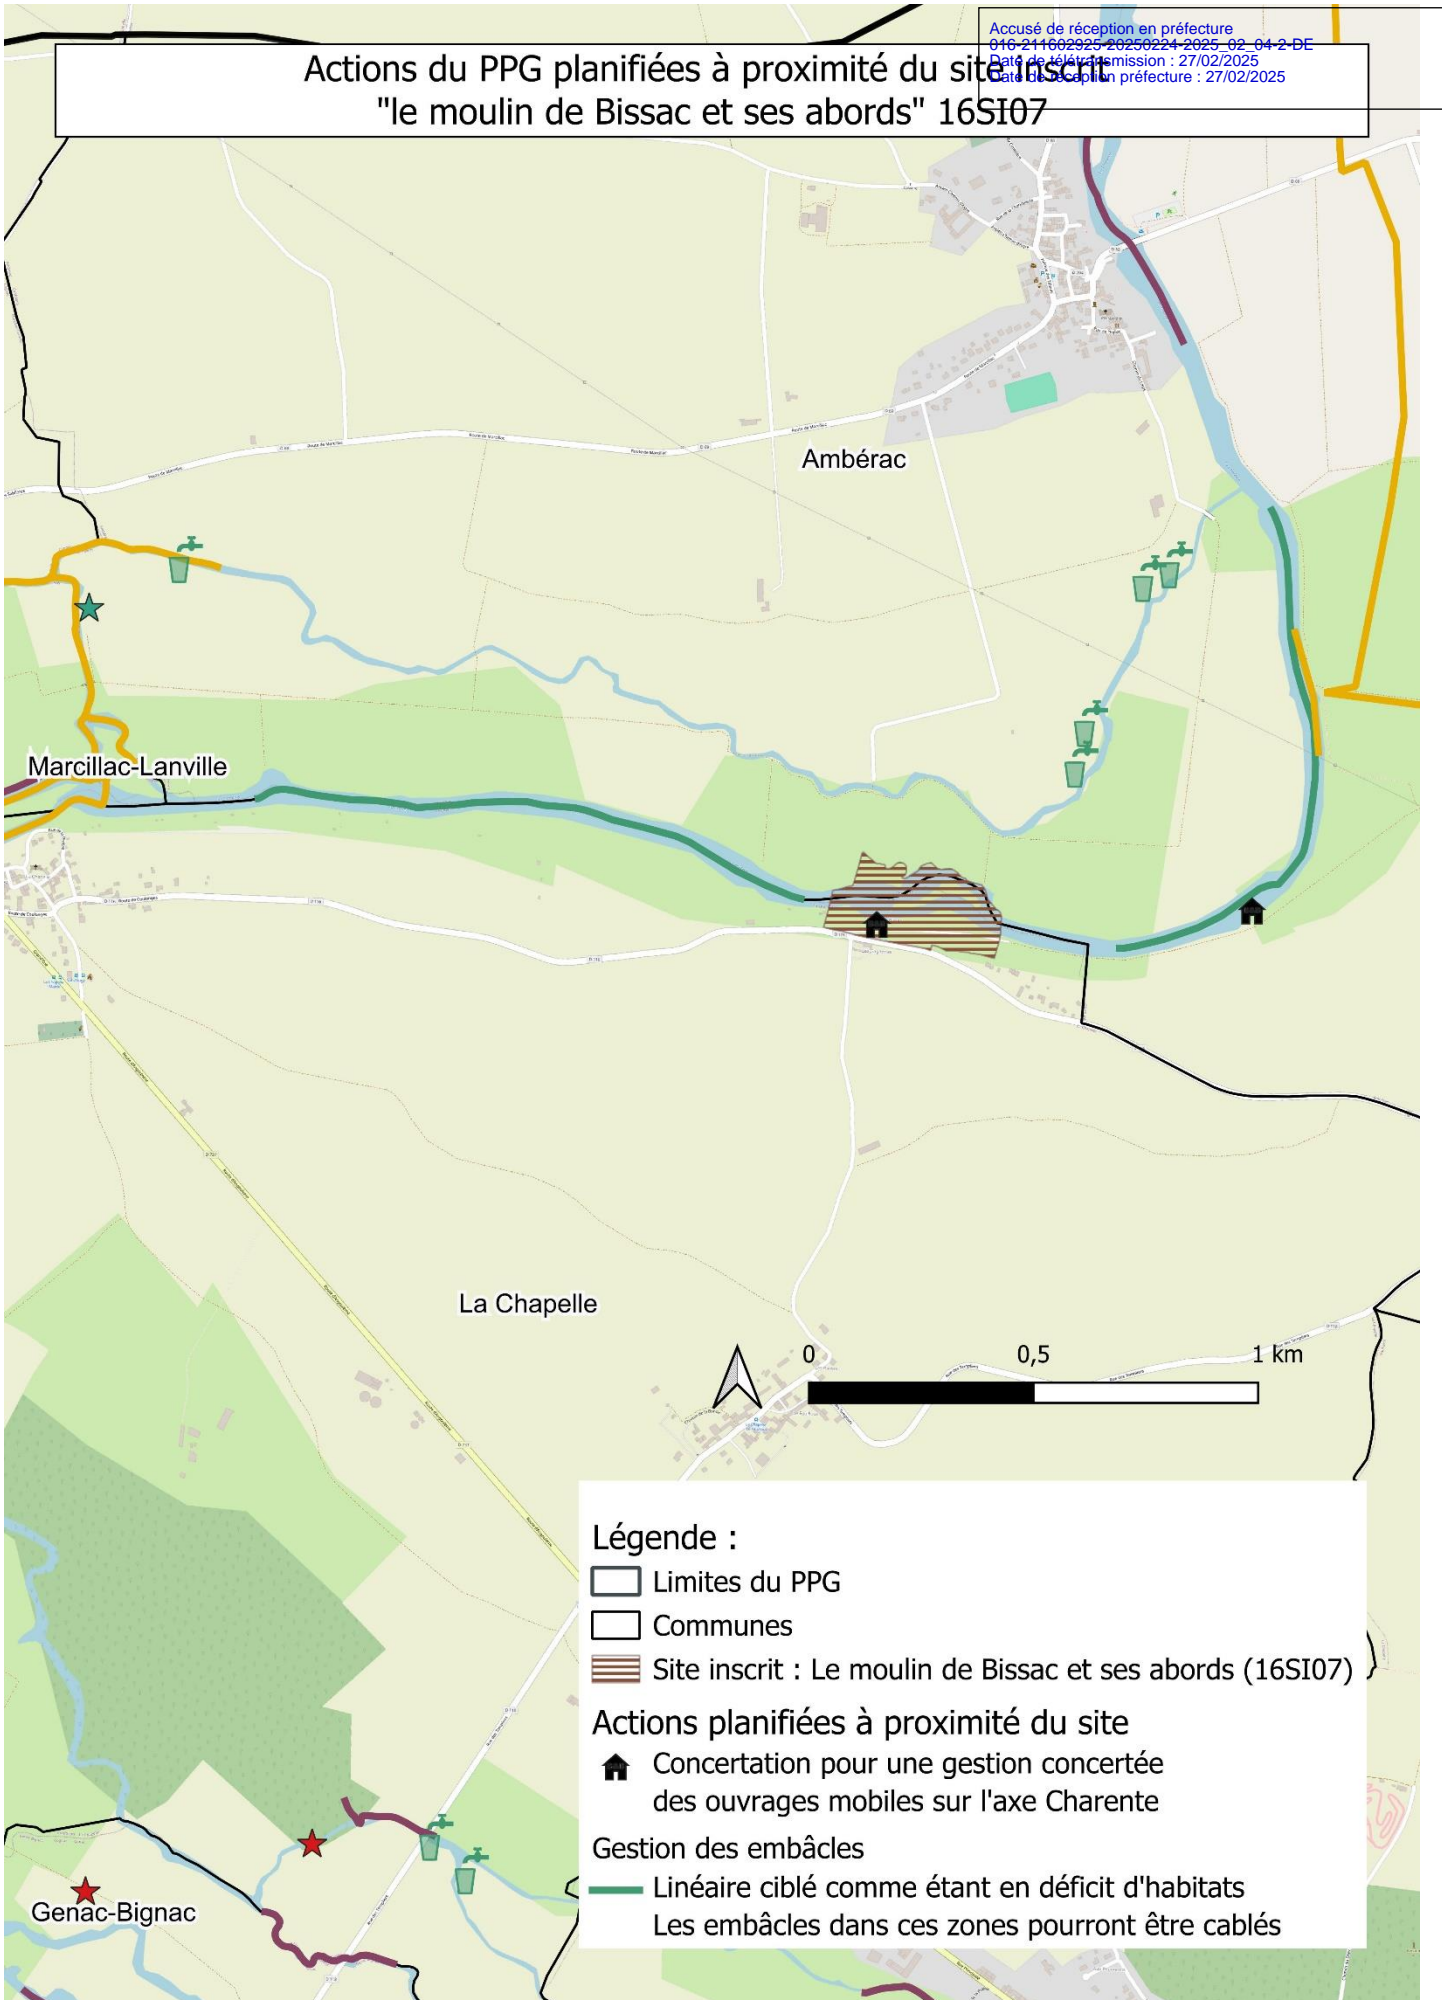 Accusé de réception en préfecture
016-211602925-20250224-2025_02_04-2-DE
Date de télétransmission : 27/02/2025
Date de réception préfecture : 27/02/2025
Actions du PPG planifiées à proximité du site inscrit
"le moulin de Bissac et ses abords" 16SI07
Ambérac
Marcillac-Lanville
La Chapelle
0 0,5 1 km
Genac-Bignac
Légende :
Limites du PPG
Communes
Site inscrit : Le moulin de Bissac et ses abords (16SI07)
Actions planifiées à proximité du site
Concertation pour une gestion concertée
des ouvrages mobiles sur l'axe Charente
Gestion des embâcles
Linéaire ciblé comme étant en déficit d'habitats
Les embâcles dans ces zones pourront être cablés